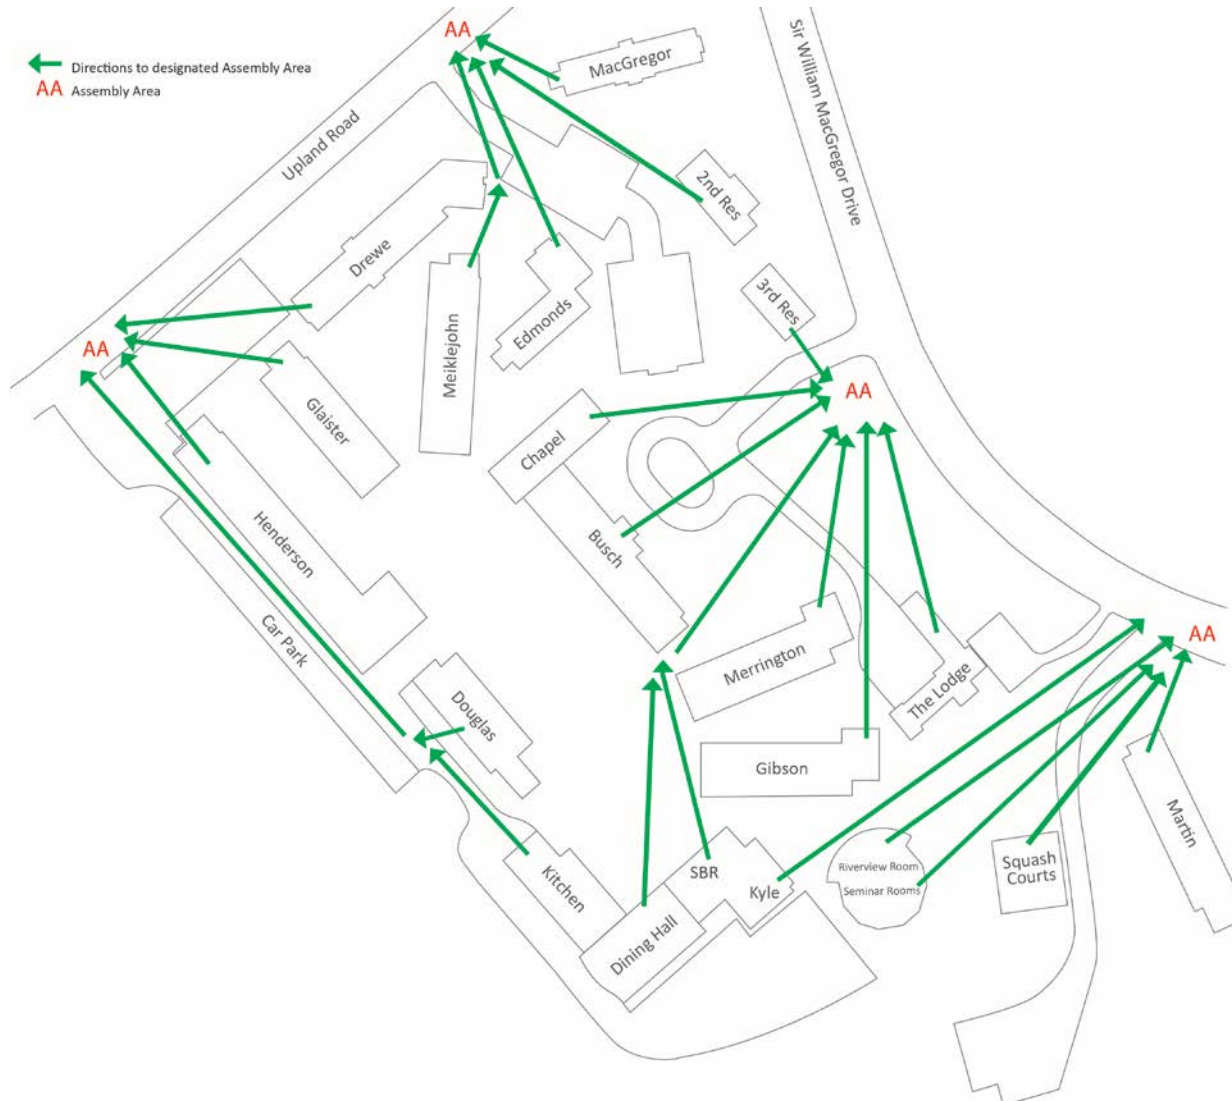 AA
MacGregor
Directions to designated Assembly Area
AA Assembly Area
Sir William MacGregor Drive
Upland Road
2nd Res
Drewe
3rd Res
Edmonds
Meiklejohn
AA
AA
Glaister
Chapel
Henderson
Busch
Car Park
AA
Merrington
The Lodge
Douglas
Gibson
Martin
Riverview Room
Seminar Rooms
Squash
Courts
SBR
Kyle
Kitchen
Dining Hall